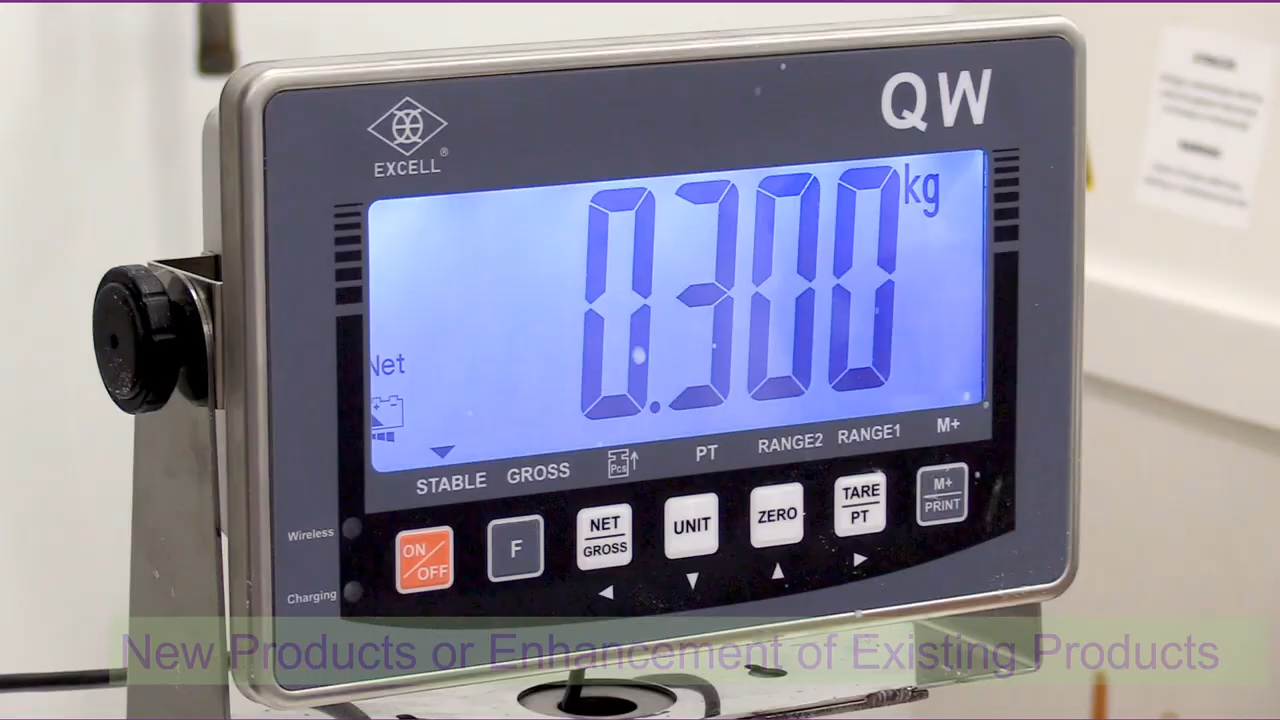 QW
EXCELL®
0.300 kg
Net
STABLE GROSS Pcs PT RANGE2 RANGE1 M+
Wireless
ON/OFF
F
NET
GROSS
UNIT
ZERO
TARE
PT
M+
PRINT
Charging
New Products or Enhancement of Existing Products